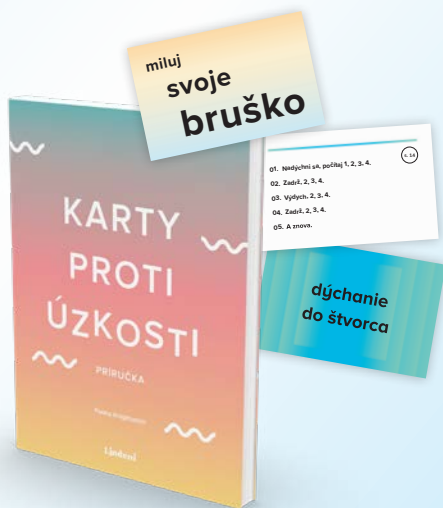 miluj
svoje
bruško
01. Nadýchni sa, počítaj 1, 2, 3, 4.
02. Zadrž, 2, 3, 4.
03. Výdych, 2, 3, 4.
04. Zadrž, 2, 3, 4.
05. A znova.
dýchanie
do štvorca
KARTY
PROTI
ÚZKOSTI
PRÍRUČKA
Lindeni